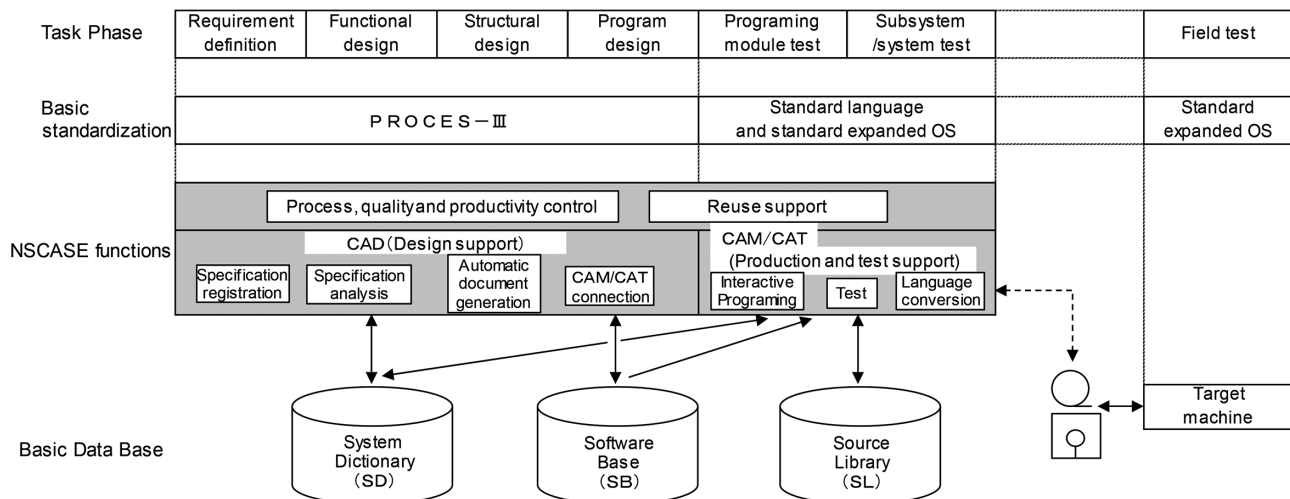 Task Phase
Requirement
definition
Functional
design
Structural
design
Program
design
Programing
module test
Subsystem
/system test
Field test
Basic
standardization
ＰＲＯＣＥＳ－Ⅲ
Standard language
and standard expanded OS
Standard
expanded OS
NSCASE functions
Process, quality and productivity control
Reuse support
CAD(Design support)
CAM/CAT
(Production and test support)
Specification
registration
Specification
analysis
Automatic
document
generation
CAM/CAT
connection
Interactive
Programing
Test
Language
conversion
Target
machine
Basic Data Base
System
Dictionary
(SD)
Software
Base
(SB)
Source
Library
(SL)